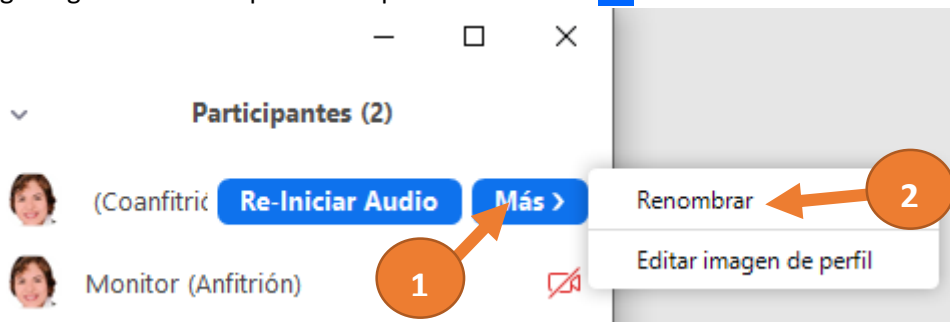 Participantes (2)
(Coanfitrió Re-Iniciar Audio Más >
Renombrar
2
Editar imagen de perfil
Monitor (Anfitrión)
1